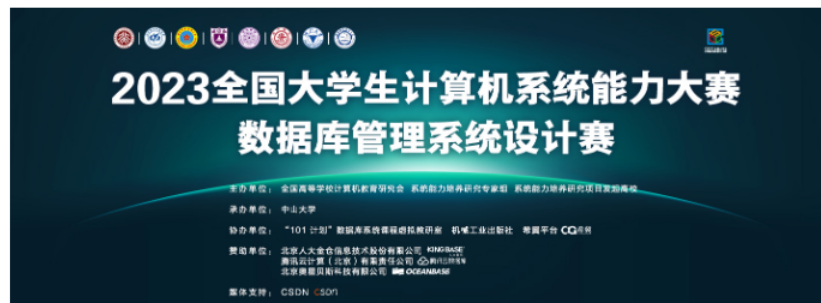 2023全国大学生计算机系统能力大赛
数据库管理系统设计赛
主办单位： 全国高等学校计算机教育研究会 系统能力培养研究专家组 系统能力培养研究项目发起高校
承办单位： 中山大学
协办单位： “101 计划”数据库系统课程虚拟教研室 机械工业出版社 希冀平台 CG
赞助单位： 北京人大金仓信息技术股份有限公司 KINGBASE
腾讯云计算（北京）有限责任公司
北京奥星贝斯科技有限公司 OCEANBASE
媒体支持： CSDN CSDN